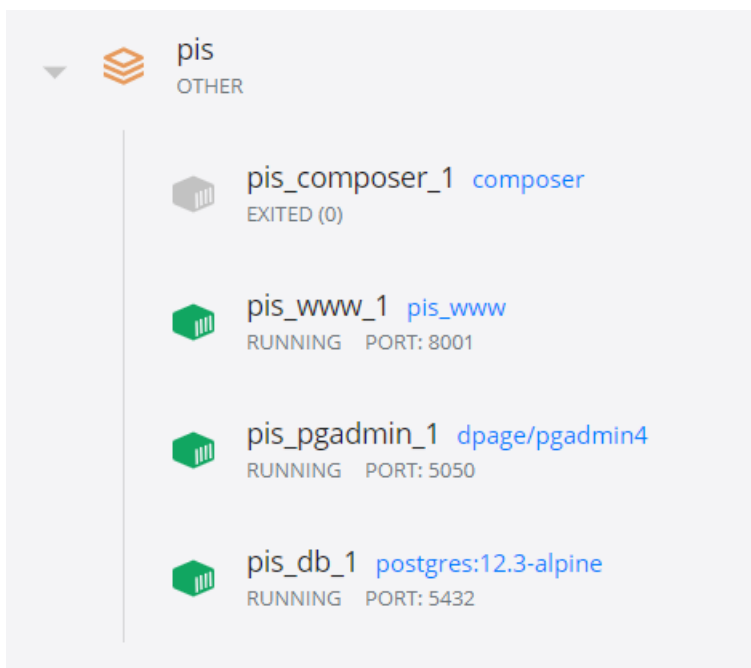 pis
OTHER
pis_composer_1 composer
EXITED (0)
pis_www_1 pis_www
RUNNING PORT: 8001
pis_pgadmin_1 dpage/pgadmin4
RUNNING PORT: 5050
pis_db_1 postgres:12.3-alpine
RUNNING PORT: 5432